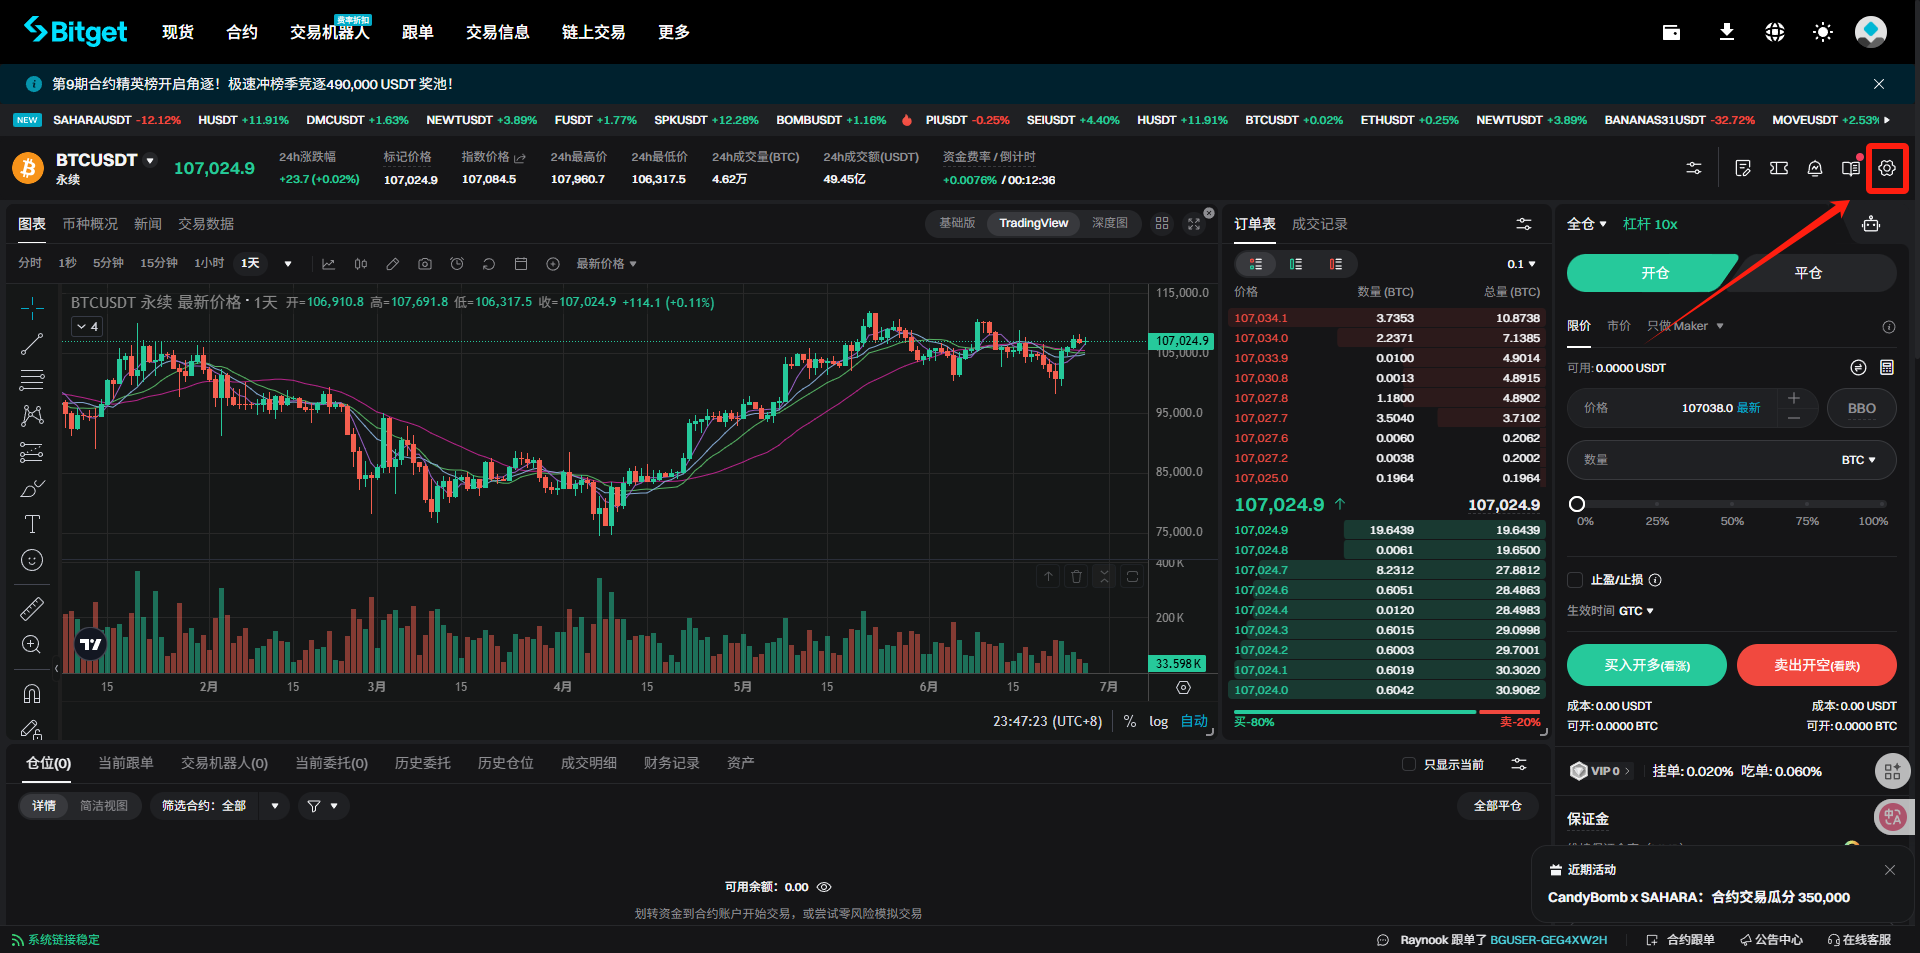 Bitget 现货 合约 交易机器人 费率折扣 跟单 交易信息 链上交易 更多
第9期合约精英榜开启角逐！极速冲榜季竞逐490,000 USDT 奖池！
NEW SAHARAUSDT -12.12% HUSDT +11.91% DMCUSDT +1.63% NEWTUSDT +3.89% FUSDT +1.77% SPKUSDT +12.28% BOMBUSDT +1.16% PIUSDT -0.25% SEIUSDT +4.40% HUSDT +11.91% BTCUSDT +0.02% ETHUSDT +0.25% NEWTUSDT +3.89% BANANAS31USDT -32.72% MOVEUSDT +2.53%
BTCUSDT
永续
107,024.9
24h涨跌幅 标记价格 指数价格 24h最高价 24h最低价 24h成交量(BTC) 24h成交额(USDT) 资金费率 / 倒计时
+23.7 (+0.02%) 107,024.9 107,084.5 107,960.7 106,317.5 4.62万 49.45亿 +0.0076% / 00:12:36
图表 币种概况 新闻 交易数据 基础版 TradingView 深度图
分时 1秒 5分钟 15分钟 1小时 1天 最新价格
BTCUSDT 永续 最新价格 · 1天 开=106,910.8 高=107,691.8 低=106,317.5 收=107,024.9 +114.1 (+0.11%)
4
115,000.0
107,024.9
105,000.0
95,000.0
85,000.0
75,000.0
400 K
200 K
33.598 K
15 2月 15 3月 15 4月 15 5月 15 6月 15 7月
23:47:23 (UTC+8) % log 自动
订单表 成交记录
0.1
价格 数量 (BTC) 总量 (BTC)
107,034.1 3.7353 10.8738
107,034.0 2.2371 7.1385
107,033.9 0.0100 4.9014
107,030.8 0.0013 4.8915
107,027.8 1.1800 4.8902
107,027.7 3.5040 3.7102
107,027.6 0.0060 0.2062
107,027.2 0.0038 0.2002
107,025.0 0.1964 0.1964
107,024.9 107,024.9
107,024.9 19.6439 19.6439
107,024.8 0.0061 19.6500
107,024.7 8.2312 27.8812
107,024.6 0.6051 28.4863
107,024.4 0.0120 28.4983
107,024.3 0.6015 29.0998
107,024.2 0.6003 29.7001
107,024.1 0.6019 30.3020
107,024.0 0.6042 30.9062
买-80% 卖-20%
全仓 杠杆 10x
开仓 平仓
限价 市价 只做 Maker
可用: 0.0000 USDT
价格 107038.0 最新 BBO
数量 BTC
0% 25% 50% 75% 100%
止盈/止损
生效时间 GTC
买入开多(看涨) 卖出开空(看跌)
成本: 0.00 USDT 成本: 0.00 USDT
可开: 0.0000 BTC 可开: 0.0000 BTC
VIP 0 挂单: 0.020% 吃单: 0.060%
保证金
仓位(0) 当前跟单 交易机器人(0) 当前委托(0) 历史委托 历史仓位 成交明细 财务记录 资产 只显示当前
详情 简洁视图 筛选合约：全部 全部平仓
可用余额：0.00
划转资金到合约账户开始交易，或尝试零风险模拟交易
近期活动
CandyBomb x SAHARA：合约交易瓜分 350,000
系统链接稳定 Raynook 跟单了 BGUSER-GEG4XW2H 合约跟单 公告中心 在线客服